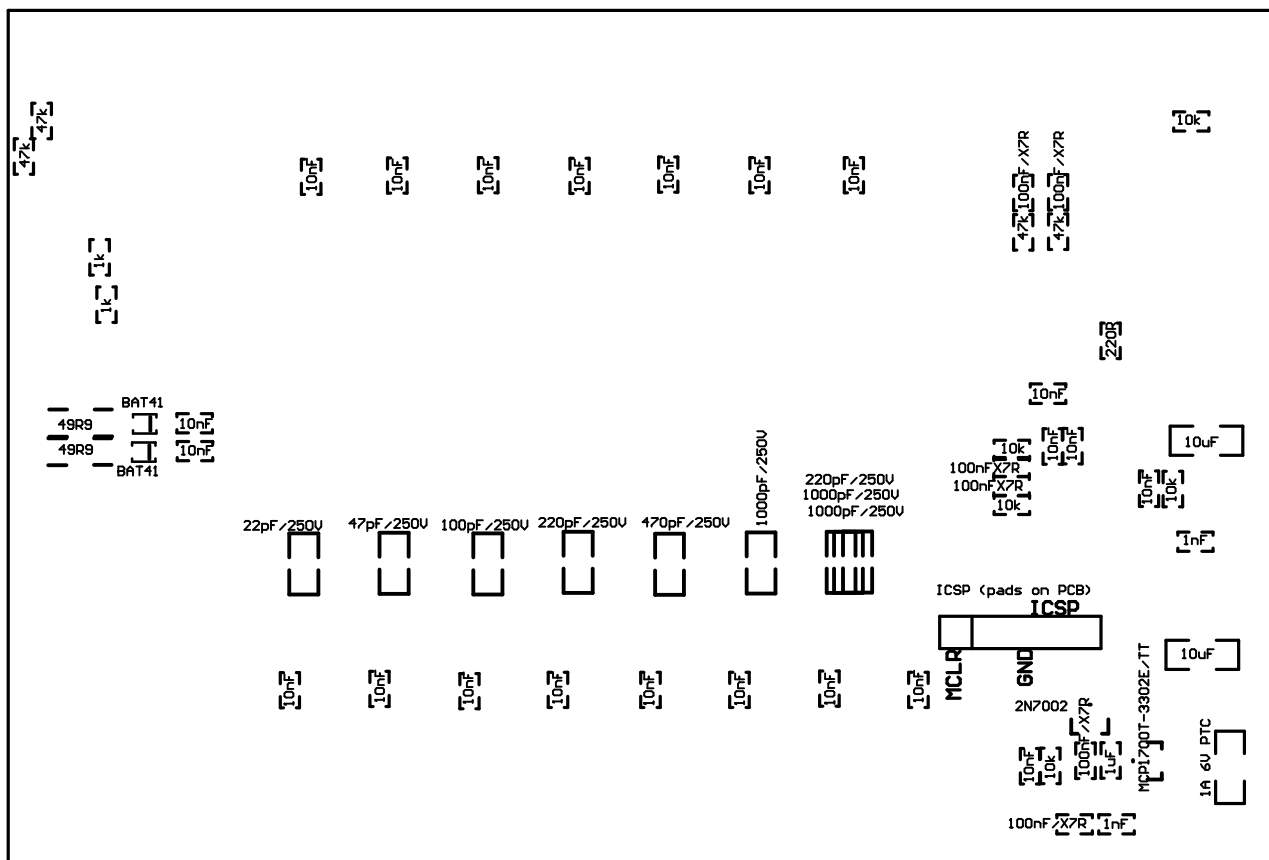 47k
10k
47k
100nF/X7R
100nF/X7R
10nF
10nF
10nF
10nF
10nF
10nF
10nF
47k
47k
1k
1k
220R
10nF
BAT41
49R9
10nF
49R9
10nF
BAT41
10k
10nF
10nF
10uF
100nFX7R
100nFX7R
10k
10nF
10k
1000pF/250V
220pF/250V
1000pF/250V
1000pF/250V
22pF/250V
47pF/250V
100pF/250V
220pF/250V
470pF/250V
1nF
ICSP (pads on PCB)
ICSP
MCLR
GND
10uF
10nF
10nF
10nF
10nF
10nF
10nF
10nF
10nF
2N7002
100nF/X7R
MCP1700T-3302E/TT
1A 6V PTC
10nF
10k
1uF
100nF/X7R
1nF